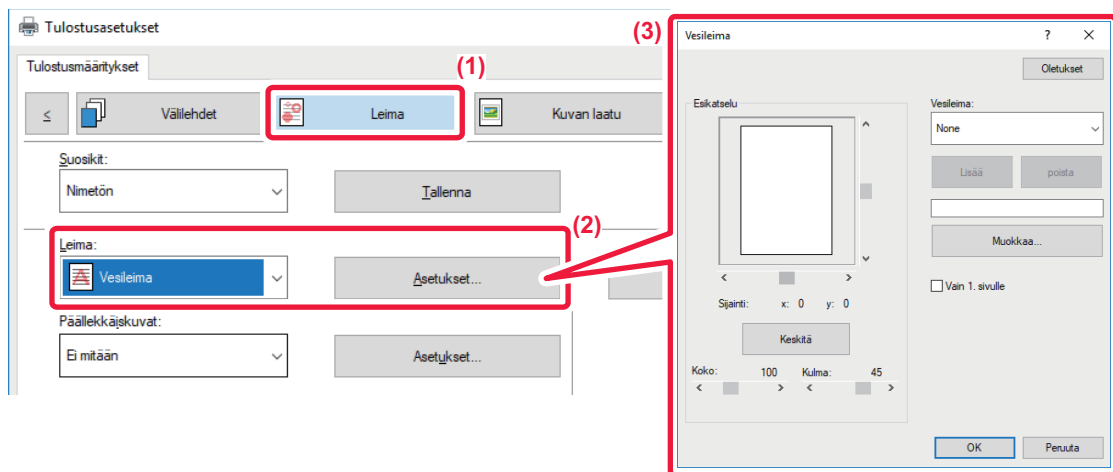 Tulostusasetukset
Tulostusmääritykset
(1)
< Välilehdet Leima Kuvan laatu
Suosikit:
Nimetön Tallenna
(2)
Leima:
Vesileima Asetukset...
Päällekkäiskuvat:
Ei mitään Asetukset...
(3)
Vesileima ? X
Oletukset
Esikatselu
Vesileima:
None
Lisää poista
Muokkaa...
Vain 1. sivulle
Sijainti: x: 0 y: 0
Keskitä
Koko: 100 Kulma: 45
OK Peruuta